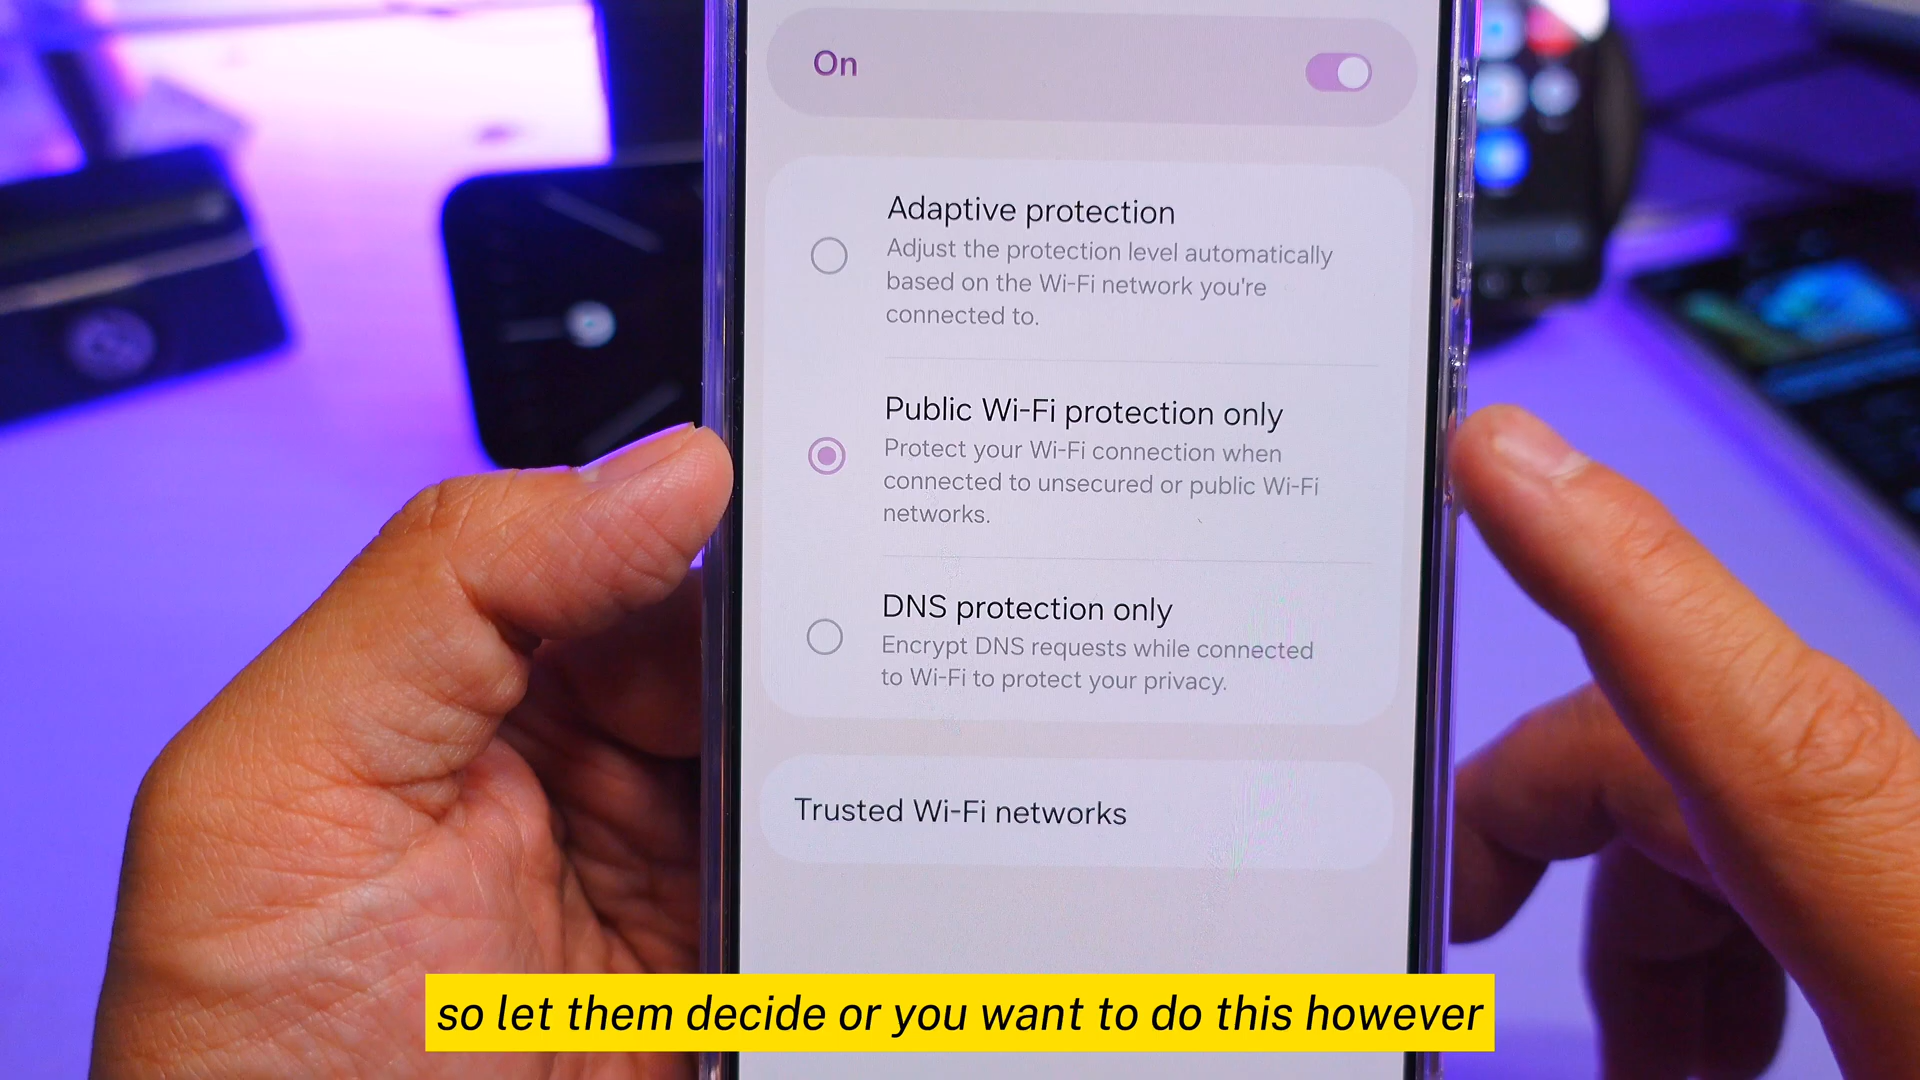 On
Adaptive protection
Adjust the protection level automatically
based on the Wi-Fi network you're
connected to.
Public Wi-Fi protection only
Protect your Wi-Fi connection when
connected to unsecured or public Wi-Fi
networks.
DNS protection only
Encrypt DNS requests while connected
to Wi-Fi to protect your privacy.
Trusted Wi-Fi networks
so let them decide or you want to do this however